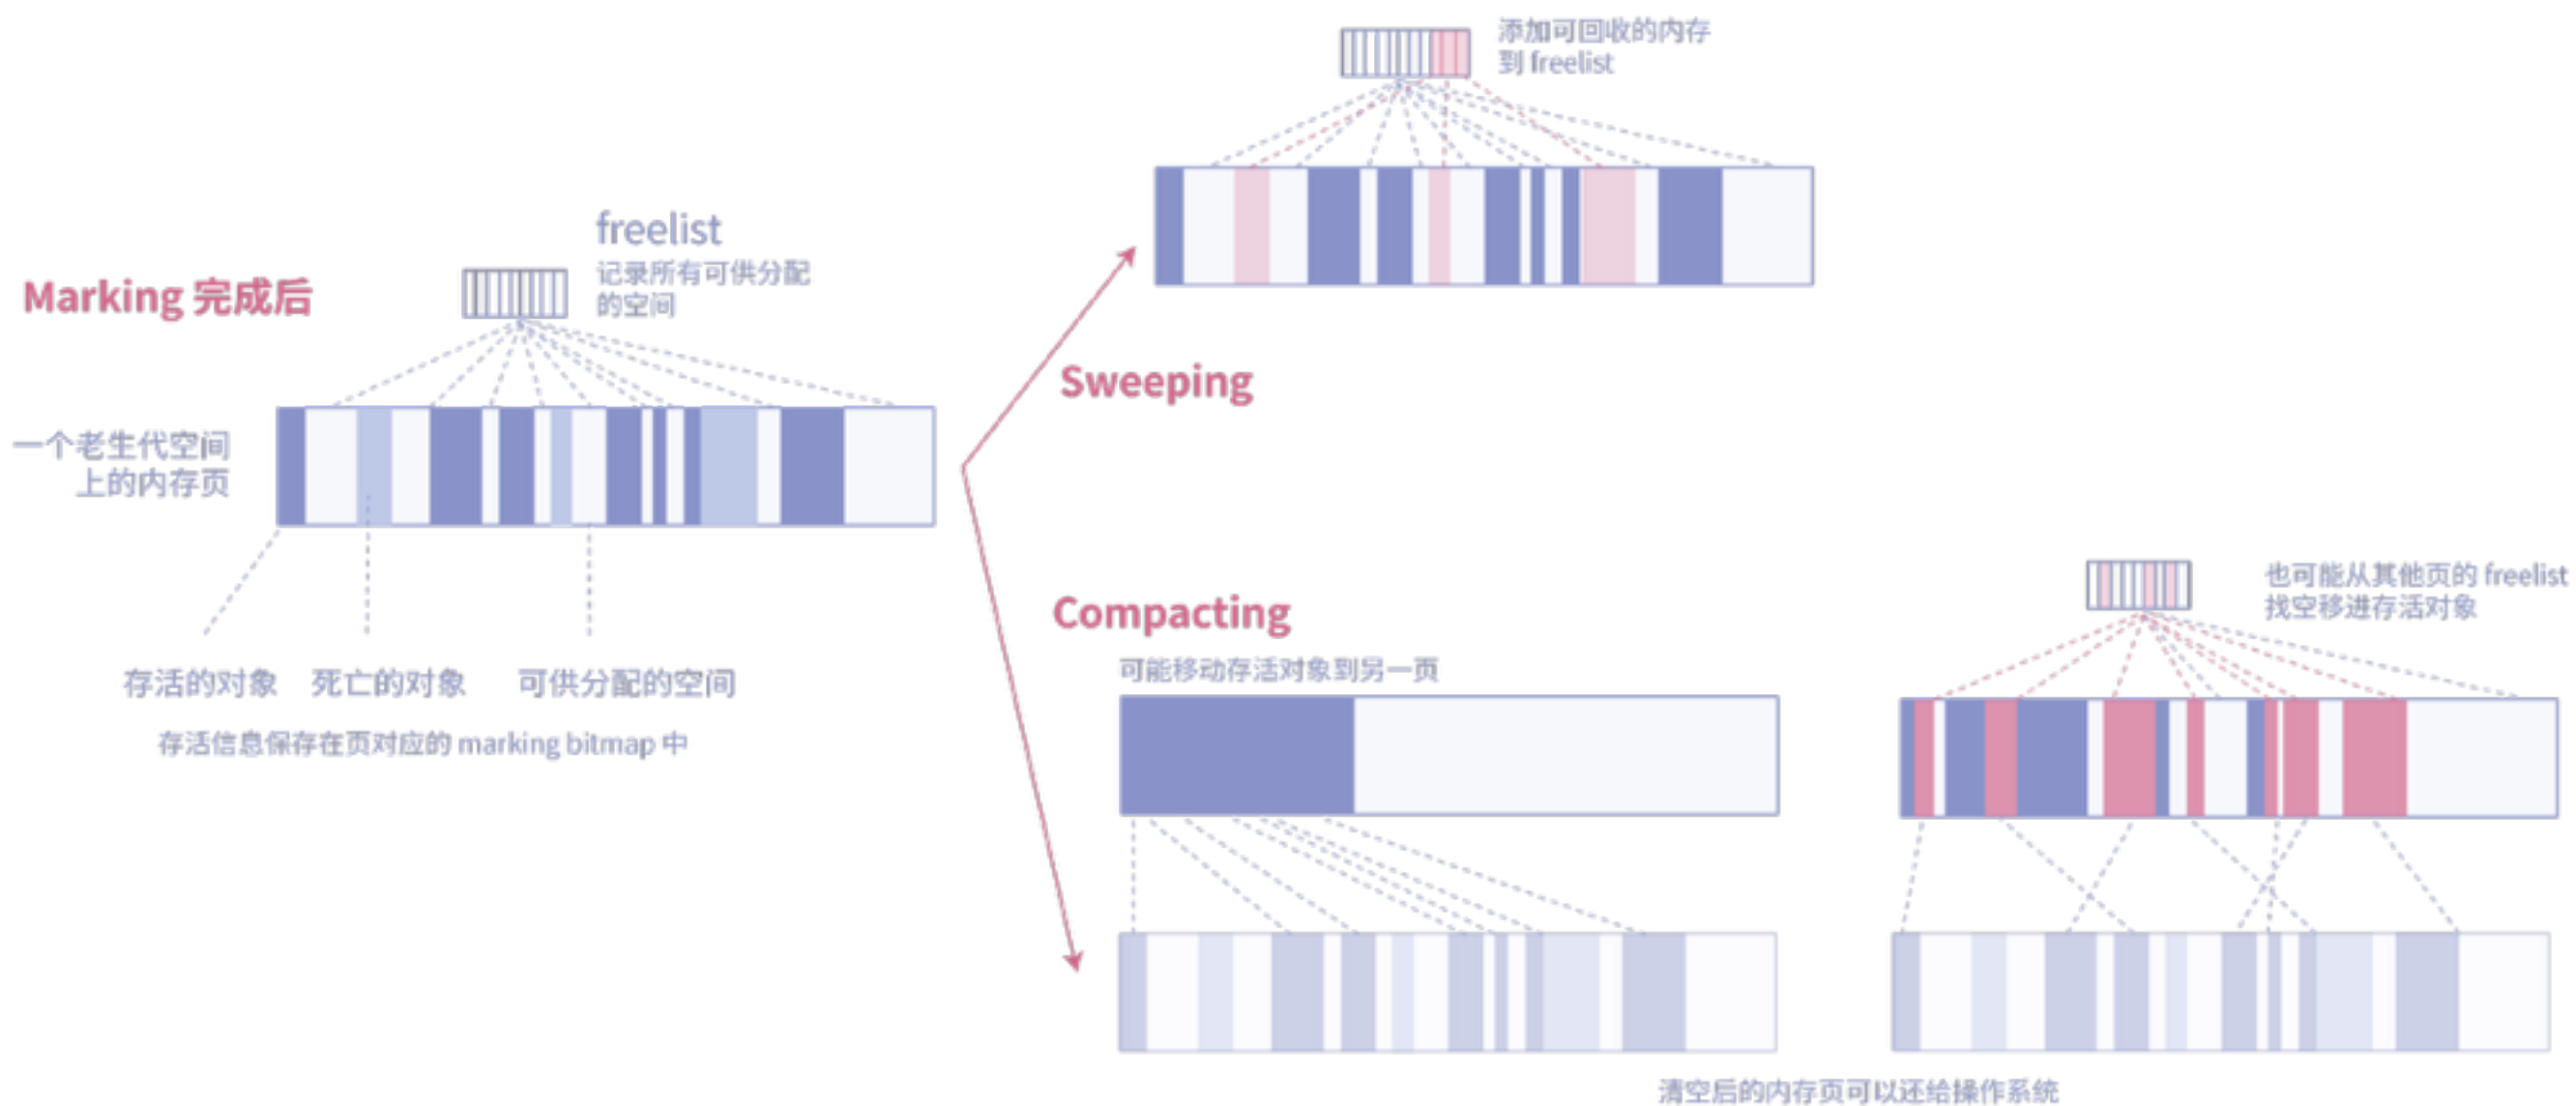 Marking 完成后
freelist
记录所有可供分配
的空间
一个老生代空间
上的内存页
存活的对象
死亡的对象
可供分配的空间
存活信息保存在页对应的 marking bitmap 中
添加可回收的内存
到 freelist
Sweeping
Compacting
可能移动存活对象到另一页
也可能从其他页的 freelist
找空移进存活对象
清空后的内存页可以还给操作系统